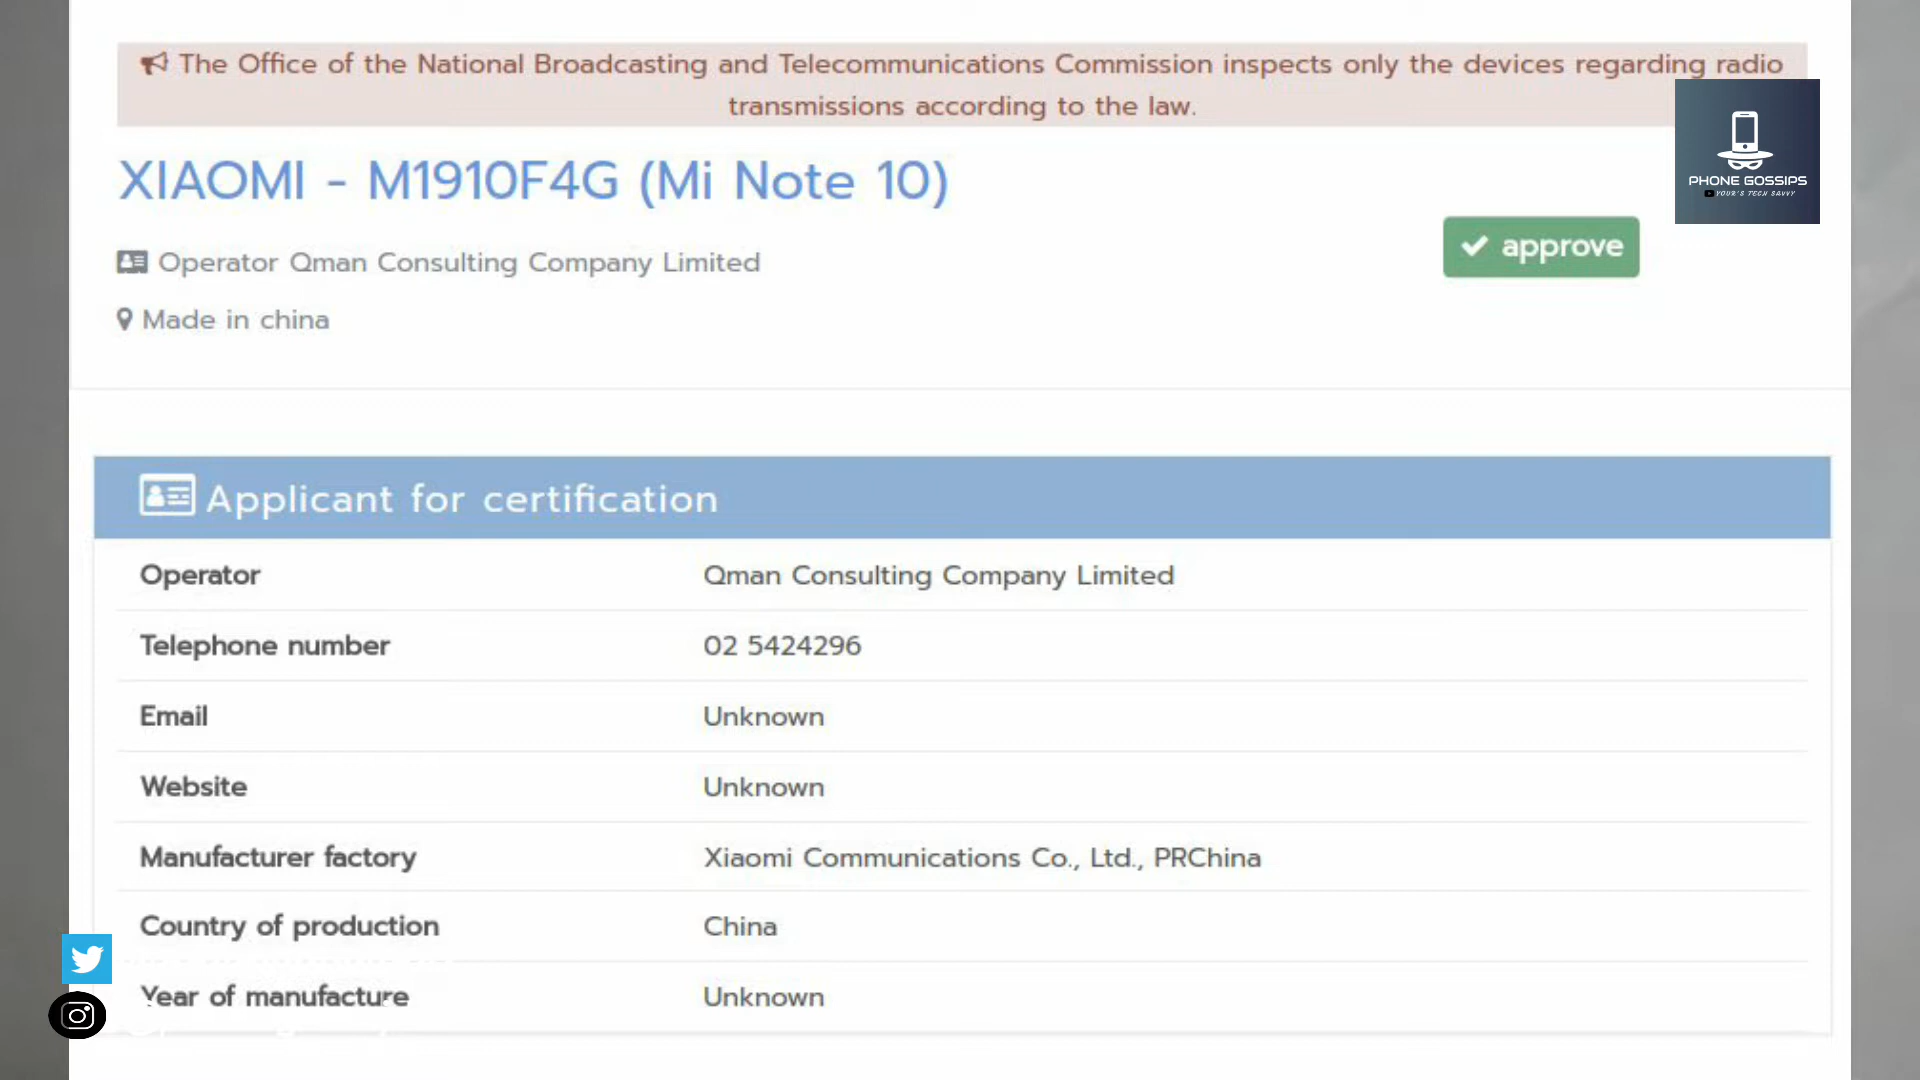 The Office of the National Broadcasting and Telecommunications Commission inspects only the devices regarding radio
transmissions according to the law.
XIAOMI - M1910F4G (Mi Note 10)
PHONE GOSSIPS
YOUR'S TECH SAVVY
Operator Qman Consulting Company Limited
approve
Made in china
Applicant for certification
Operator Qman Consulting Company Limited
Telephone number 02 5424296
Email Unknown
Website Unknown
Manufacturer factory Xiaomi Communications Co., Ltd., PRChina
Country of production China
Year of manufacture Unknown